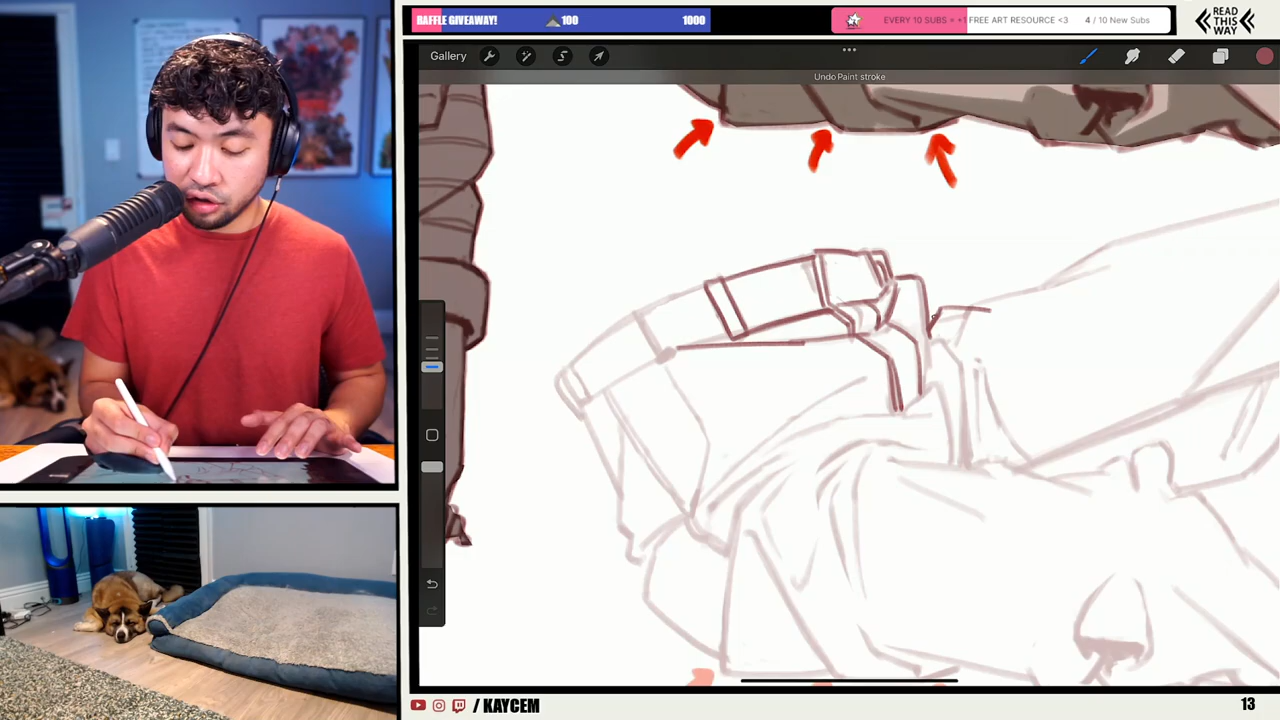 RAFFLE GIVEAWAY! 100 1000
EVERY 10 SUBS = +1 FREE ART RESOURCE <3 4 / 10 New Subs
READ
THIS
WAY
Gallery
Undo Paint stroke
/ KAYCEM
13